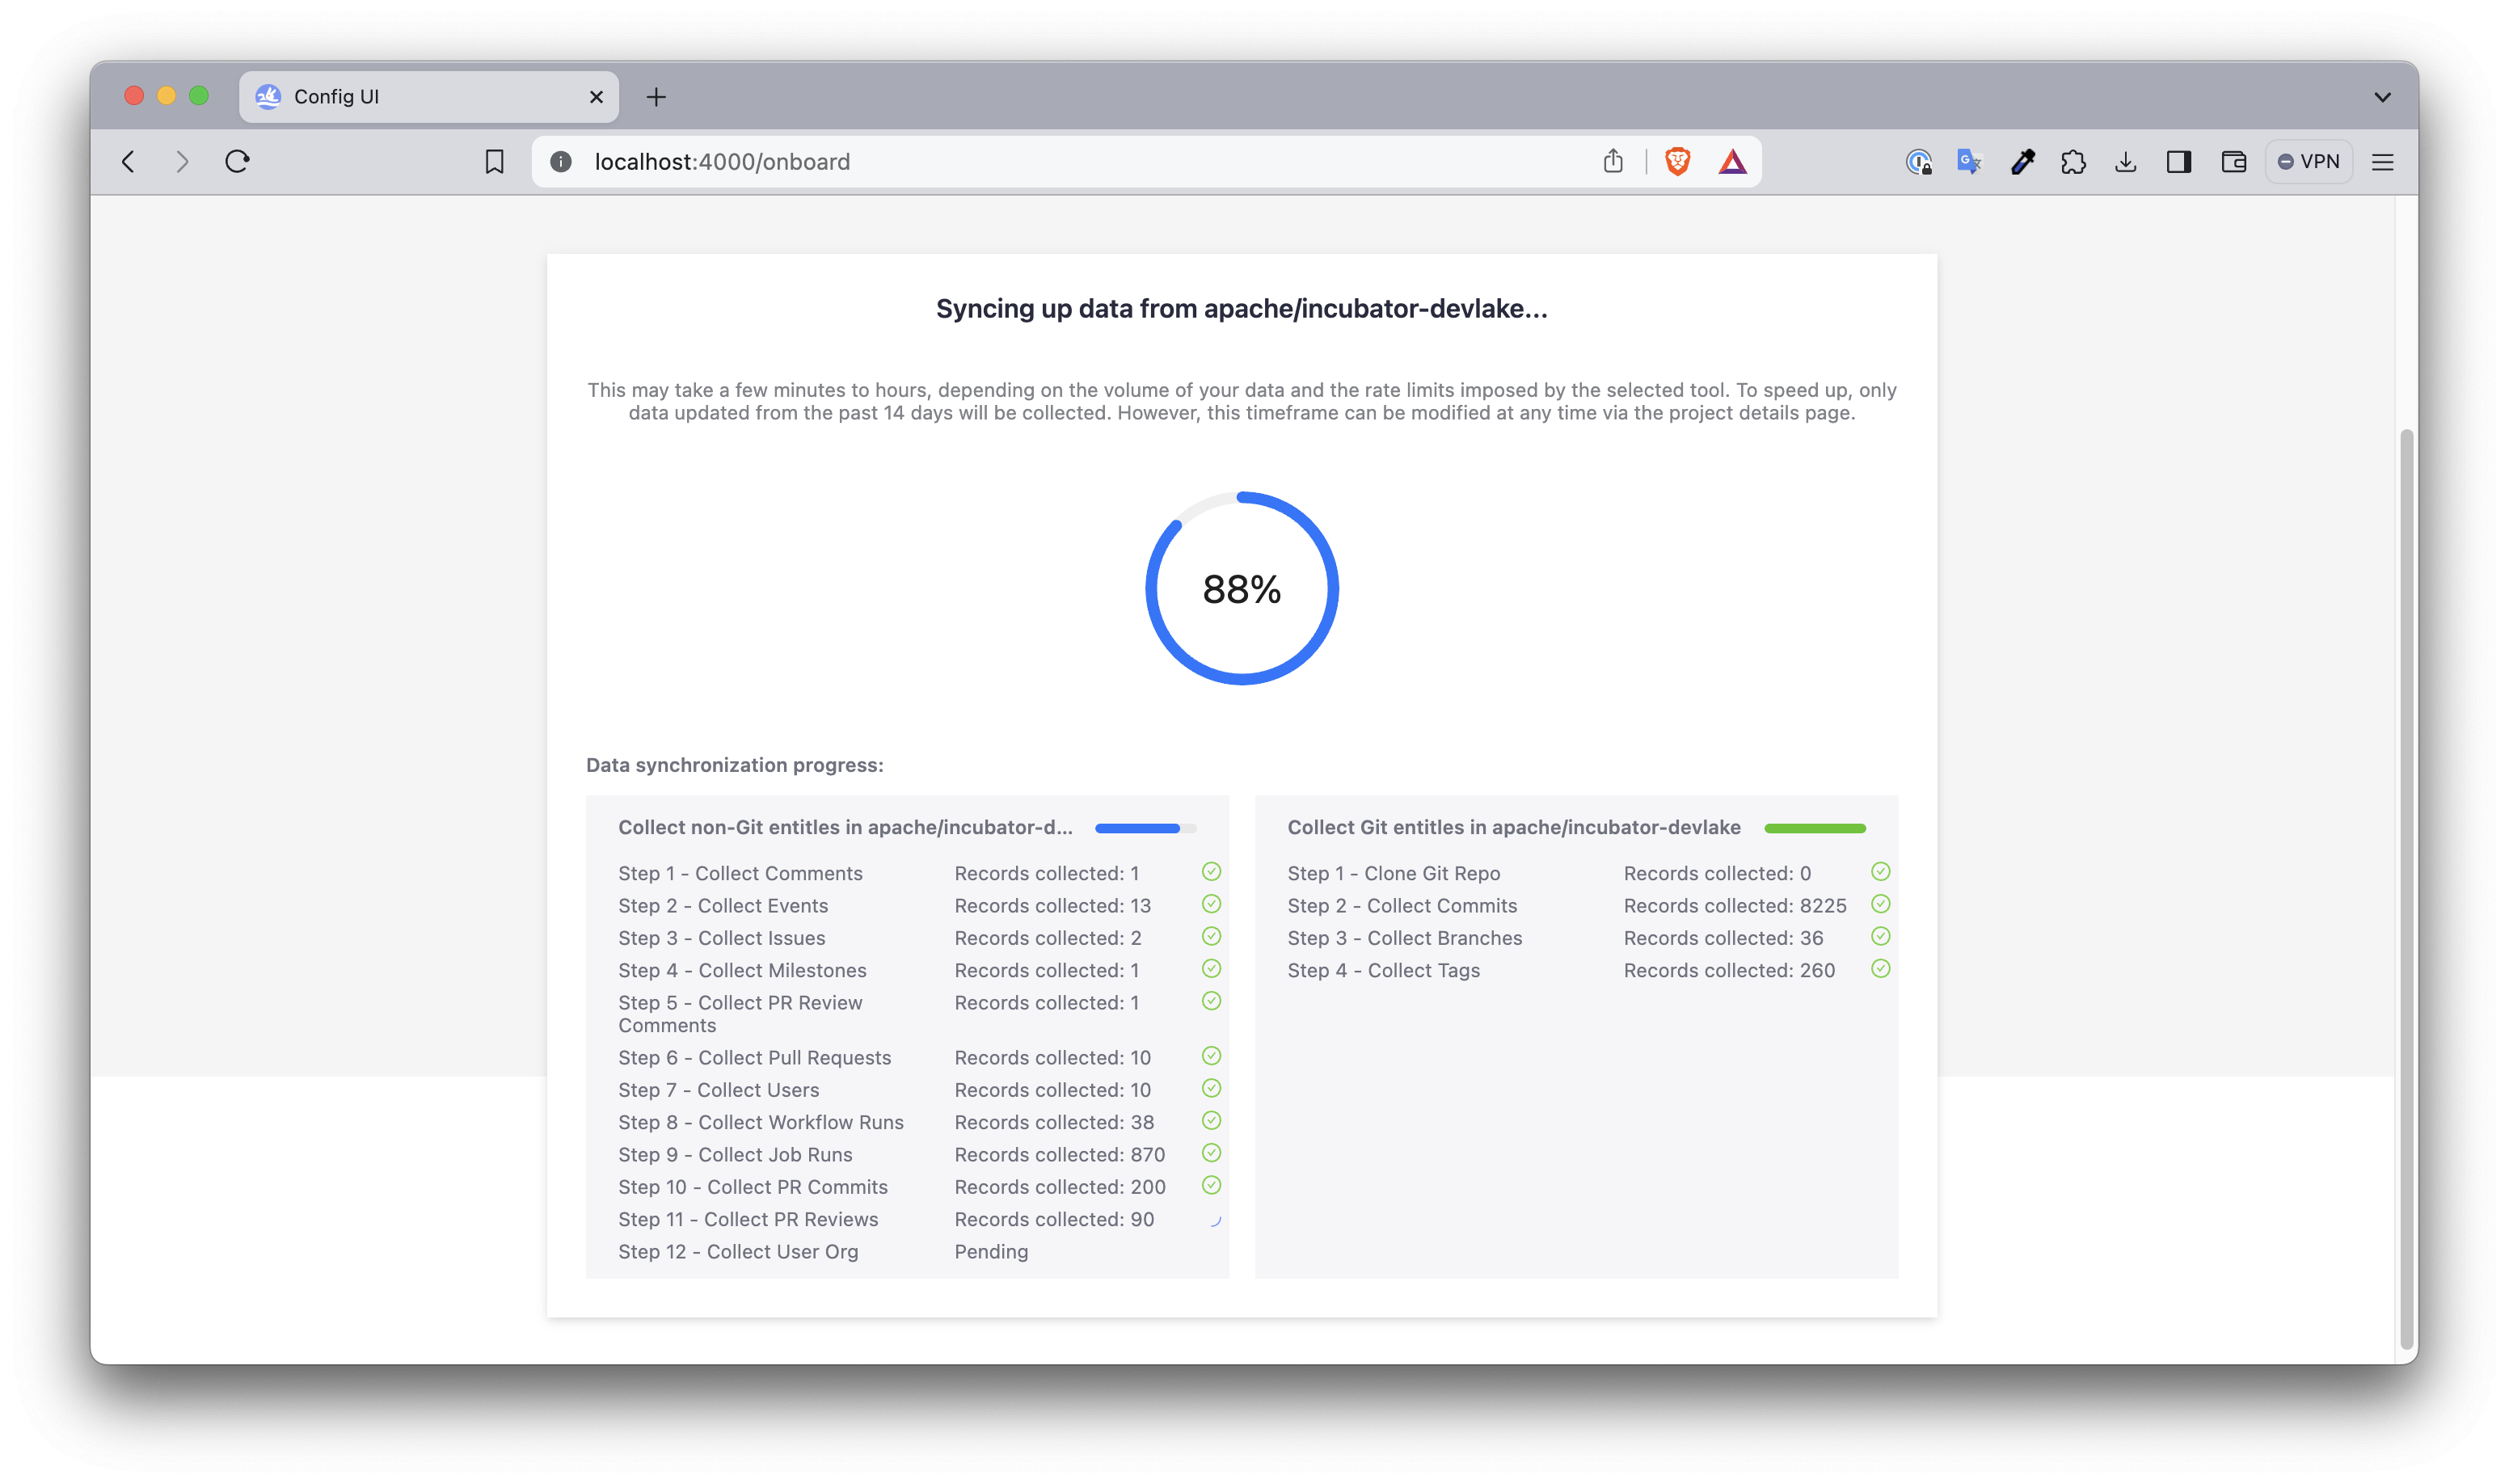 Config UI
localhost:4000/onboard
VPN
Syncing up data from apache/incubator-devlake...
This may take a few minutes to hours, depending on the volume of your data and the rate limits imposed by the selected tool. To speed up, only
data updated from the past 14 days will be collected. However, this timeframe can be modified at any time via the project details page.
88%
Data synchronization progress:
Collect non-Git entitles in apache/incubator-d...
Step 1 - Collect Comments Records collected: 1
Step 2 - Collect Events Records collected: 13
Step 3 - Collect Issues Records collected: 2
Step 4 - Collect Milestones Records collected: 1
Step 5 - Collect PR Review Records collected: 1
Comments
Step 6 - Collect Pull Requests Records collected: 10
Step 7 - Collect Users Records collected: 10
Step 8 - Collect Workflow Runs Records collected: 38
Step 9 - Collect Job Runs Records collected: 870
Step 10 - Collect PR Commits Records collected: 200
Step 11 - Collect PR Reviews Records collected: 90
Step 12 - Collect User Org Pending
Collect Git entitles in apache/incubator-devlake
Step 1 - Clone Git Repo Records collected: 0
Step 2 - Collect Commits Records collected: 8225
Step 3 - Collect Branches Records collected: 36
Step 4 - Collect Tags Records collected: 260